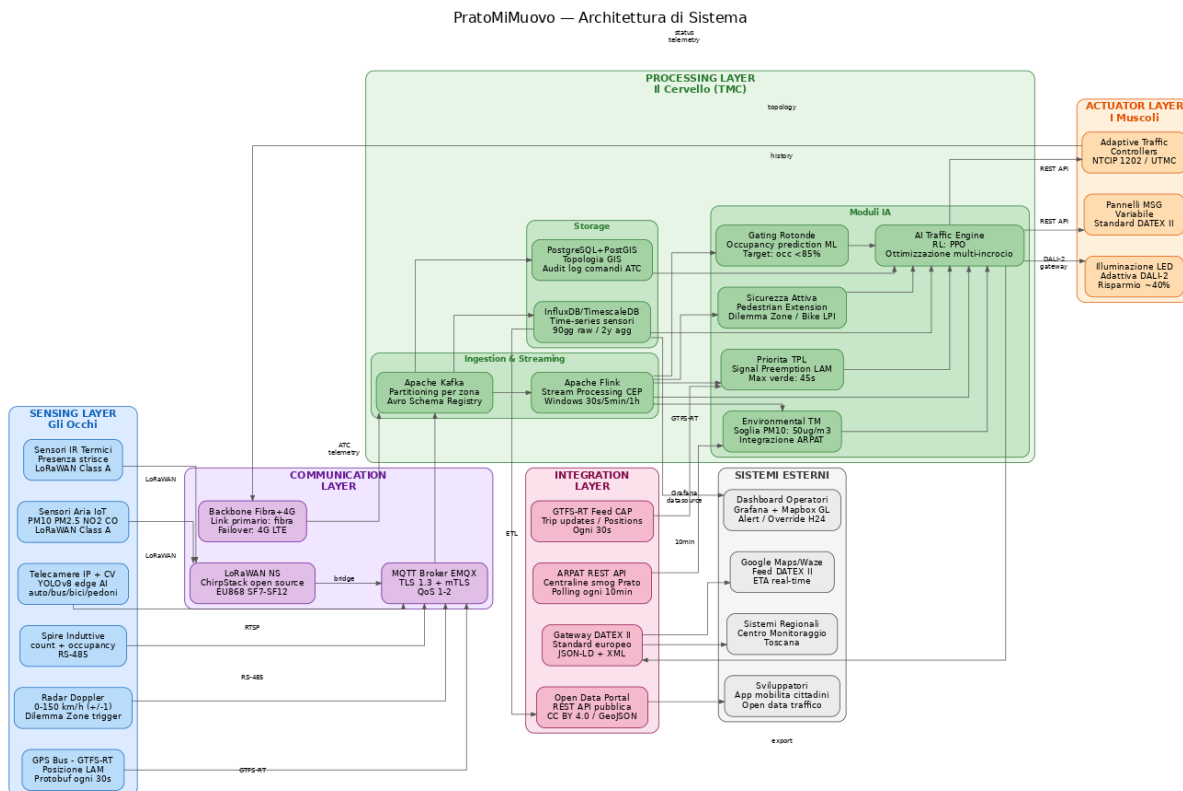 PratoMiMuovo — Architettura di Sistema
status
telemetry
PROCESSING LAYER
Il Cervello (TMC)
topology
history
ACTUATOR LAYER
I Muscoli
Adaptive Traffic
Controllers
NTCIP 1202 / UTMC
REST API
Pannelli MSG
Variabile
Standard DATEX II
REST API
Illuminazione LED
Adattiva DALI-2
Risparmio ~40%
DALI-2
gateway
Storage
PostgreSQL+PostGIS
Topologia GIS
Audit log comandi ATC
InfluxDB/TimescaleDB
Time-series sensori
90gg raw / 2y agg
Moduli IA
Gating Rotonde
Occupancy prediction ML
Target: occ <85%
AI Traffic Engine
RL: PPO
Ottimizzazione multi-incrocio
Sicurezza Attiva
Pedestrian Extension
Dilemma Zone / Bike LPI
Priorita TPL
Signal Preemption LAM
Max verde: 45s
Environmental TM
Soglia PM10: 50ug/m3
Integrazione ARPAT
Ingestion & Streaming
Apache Kafka
Partitioning per zona
Avro Schema Registry
Apache Flink
Stream Processing CEP
Windows 30s/5min/1h
GTFS-RT
ATC
telemetry
SENSING LAYER
Gli Occhi
Sensori IR Termici
Presenza strisce
LoRaWAN Class A
LoRaWAN
Sensori Aria IoT
PM10 PM2.5 NO2 CO
LoRaWAN Class A
LoRaWAN
Telecamere IP + CV
YOLOv8 edge AI
auto/bus/bici/pedoni
RTSP
Spire Induttive
count + occupancy
RS-485
RS-485
Radar Doppler
0-150 km/h (+/-1)
Dilemma Zone trigger
GPS Bus - GTFS-RT
Posizione LAM
Protobuf ogni 30s
GTFS-RT
COMMUNICATION
LAYER
Backbone Fibra+4G
Link primario: fibra
Failover: 4G LTE
LoRaWAN NS
ChirpStack open source
EU868 SF7-SF12
bridge
MQTT Broker EMQX
TLS 1.3 + mTLS
QoS 1-2
ETL
INTEGRATION
LAYER
GTFS-RT Feed CAP
Trip updates / Positions
Ogni 30s
ARPAT REST API
Centraline smog Prato
Polling ogni 10min
Gateway DATEX II
Standard europeo
JSON-LD + XML
Open Data Portal
REST API pubblica
CC BY 4.0 / GeoJSON
Grafana
datasource
10min
SISTEMI ESTERNI
Dashboard Operatori
Grafana + Mapbox GL
Alert / Override H24
Google Maps/Waze
Feed DATEX II
ETA real-time
Sistemi Regionali
Centro Monitoraggio
Toscana
Sviluppatori
App mobilita cittadini
Open data traffico
export